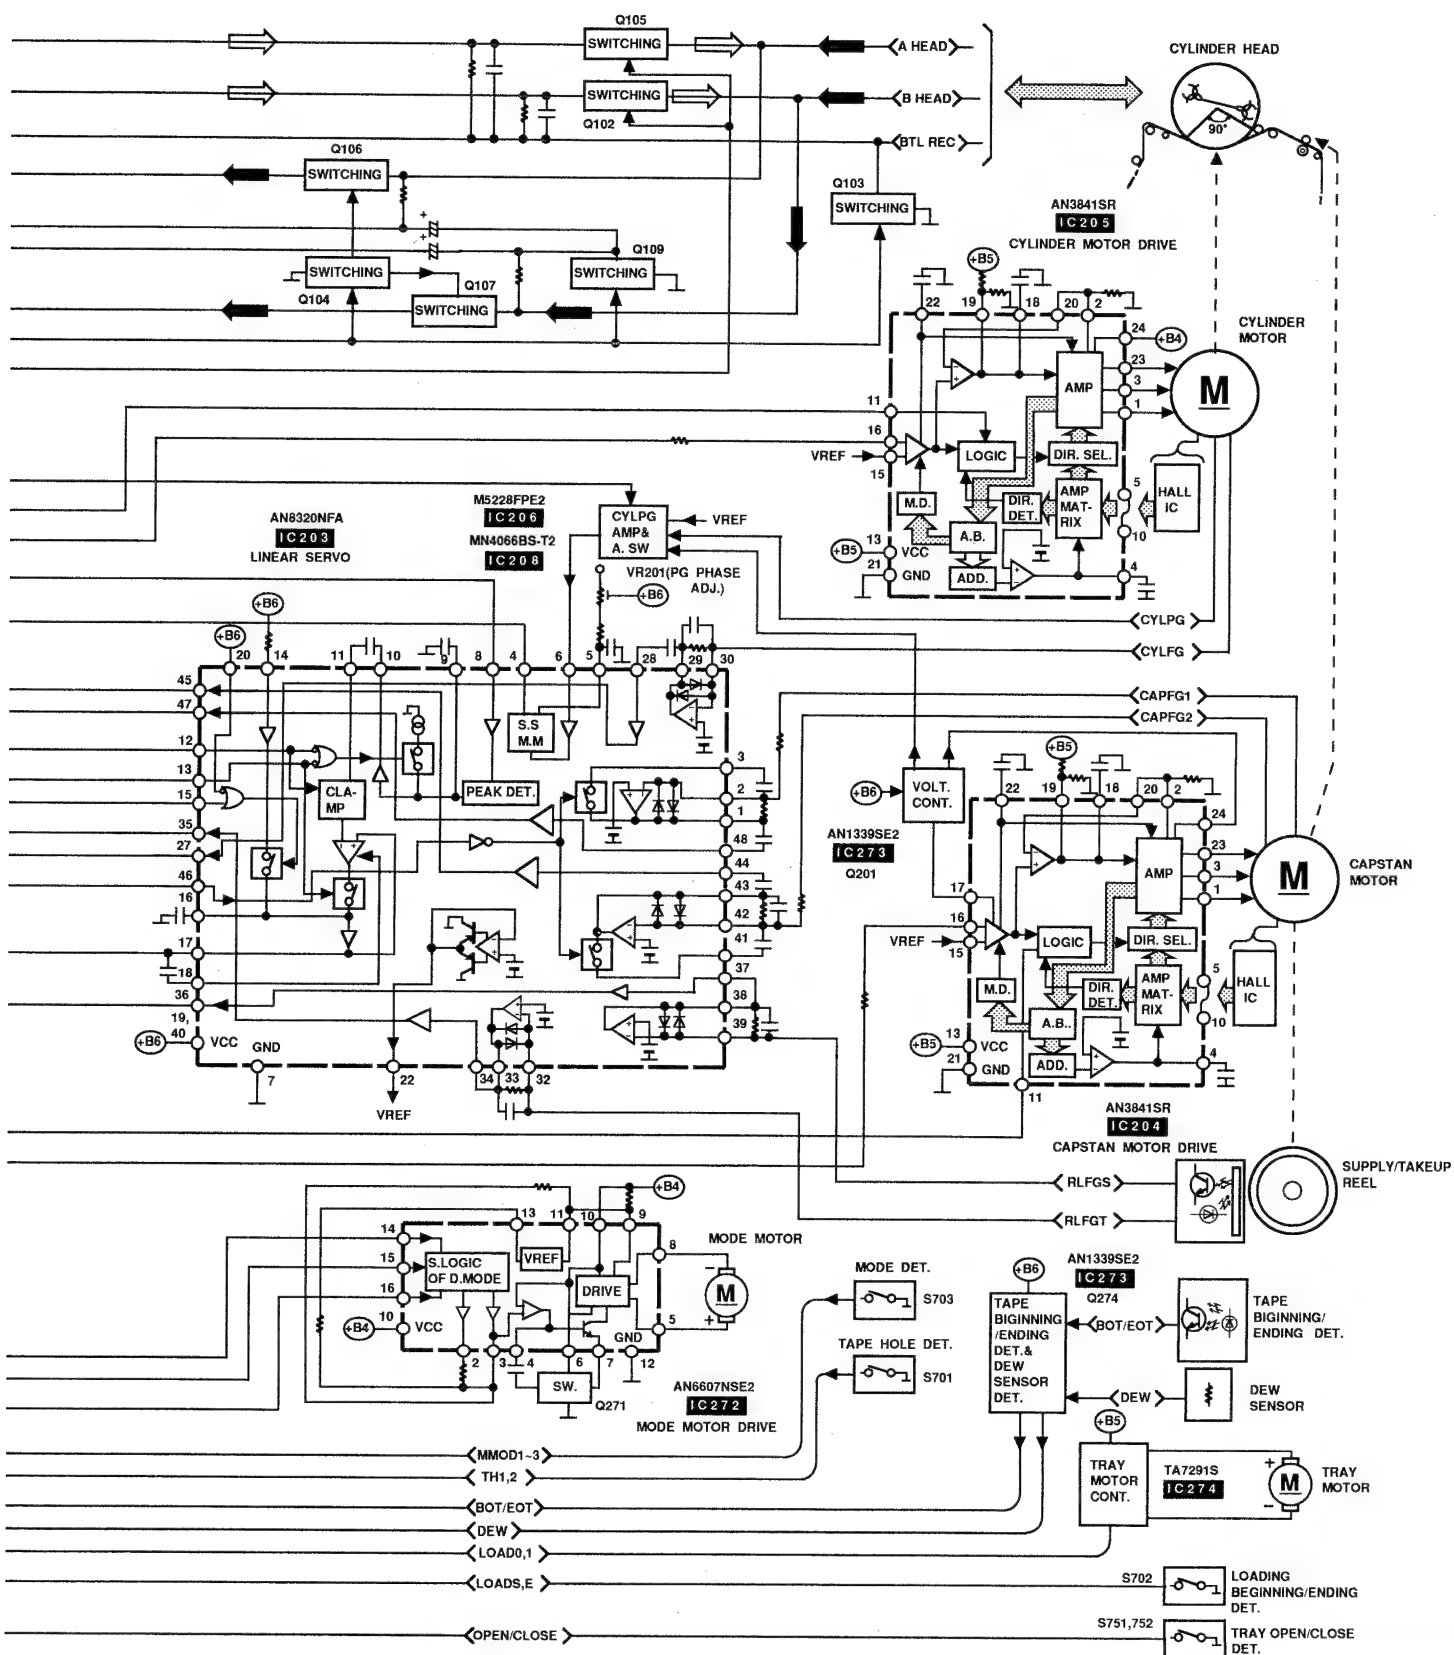 Q105
SWITCHING
A HEAD
CYLINDER HEAD
SWITCHING
B HEAD
Q102
90°
BTL REC
Q106
SWITCHING
Q103
SWITCHING
AN3841SR
IC205
CYLINDER MOTOR DRIVE
+
+
Q109
SWITCHING
SWITCHING
Q104
Q107
SWITCHING
+B5
22
19
18
20
2
24
+B4
CYLINDER
MOTOR
23
3
1
AMP
M
-
+
11
16
VREF
15
LOGIC
DIR. SEL.
M.D.
DIR.
DET.
AMP
MAT-
RIX
5
HALL
IC
10
A.B.
13
+B5
VCC
21
GND
ADD.
-
+
4
M5228FPE2
IC206
MN4066BS-T2
IC208
CYLPG
AMP&
A. SW
VREF
AN8320NFA
IC203
LINEAR SERVO
VR201(PG PHASE
ADJ.)
+B6
CYLPG
CYLFG
+B6
+B6
20
14
11
10
9
8
4
6
5
28
29
30
45
47
12
13
15
35
27
46
16
17
18
36
19,
40
+B6
VCC
GND
7
22
VREF
34
33
32
S.S
M.M
CLA-
MP
PEAK DET.
3
2
1
48
44
43
42
41
37
38
39
CAPFG1
CAPFG2
+B6
VOLT.
CONT.
AN1339SE2
IC273
Q201
+B5
22
19
18
20
2
24
23
3
1
AMP
M
CAPSTAN
MOTOR
-
+
17
16
VREF
15
LOGIC
DIR. SEL.
M.D.
DIR.
DET.
AMP
MAT-
RIX
5
HALL
IC
10
A.B..
13
+B5
VCC
21
GND
ADD.
-
+
4
11
AN3841SR
IC204
CAPSTAN MOTOR DRIVE
RLFGS
RLFGT
SUPPLY/TAKEUP
REEL
+B4
13
11
10
9
14
15
16
S.LOGIC
OF D.MODE
VREF
DRIVE
8
MODE MOTOR
-
M
+
5
10
+B4
VCC
GND
2
3
4
6
7
12
SW.
Q271
AN6607NSE2
IC272
MODE MOTOR DRIVE
MODE DET.
S703
TAPE HOLE DET.
S701
+B6
AN1339SE2
IC273
Q274
TAPE
BIGINNING
/ENDING
DET.&
DEW
SENSOR
DET.
BOT/EOT
TAPE
BIGINNING/
ENDING DET.
DEW
DEW
SENSOR
+B5
TRAY
MOTOR
CONT.
TA7291S
IC274
+
M
-
TRAY
MOTOR
MMOD1~3
TH1,2
BOT/EOT
DEW
LOAD0,1
LOADS,E
S702
LOADING
BEGINNING/ENDING
DET.
OPEN/CLOSE
S751,752
TRAY OPEN/CLOSE
DET.